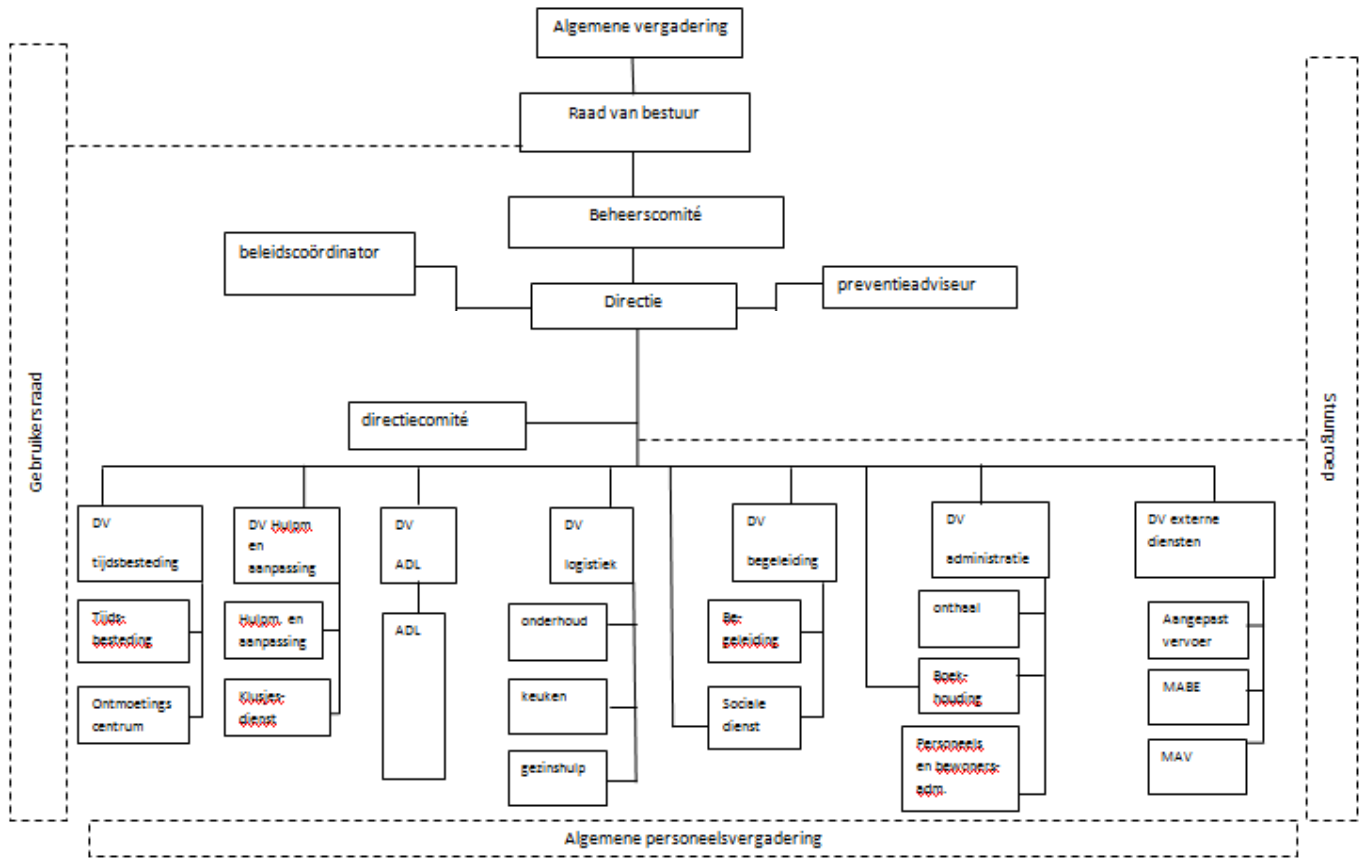 Algemene vergadering
Raad van bestuur
Beheerscomité
beleidscoördinator
preventieadviseur
Directie
directiecomité
Gebruikersraad
Stuurgroep
DV
tijdsbesteding
DV Hulpm
en
aanpassing
DV
ADL
DV
logistiek
DV
begeleiding
DV
administratie
DV externe
diensten
Tijds-
besteding
Ontmoetings
centrum
Hulpm. en
aanpassing
Klusjes-
dienst
ADL
onderhoud
keuken
gezinshulp
Be-
geleiding
Sociale
dienst
onthaal
Boek-
houding
Personeels
en bewoners-
adm.
Aangepast
vervoer
MABE
MAV
Algemene personeelsvergadering